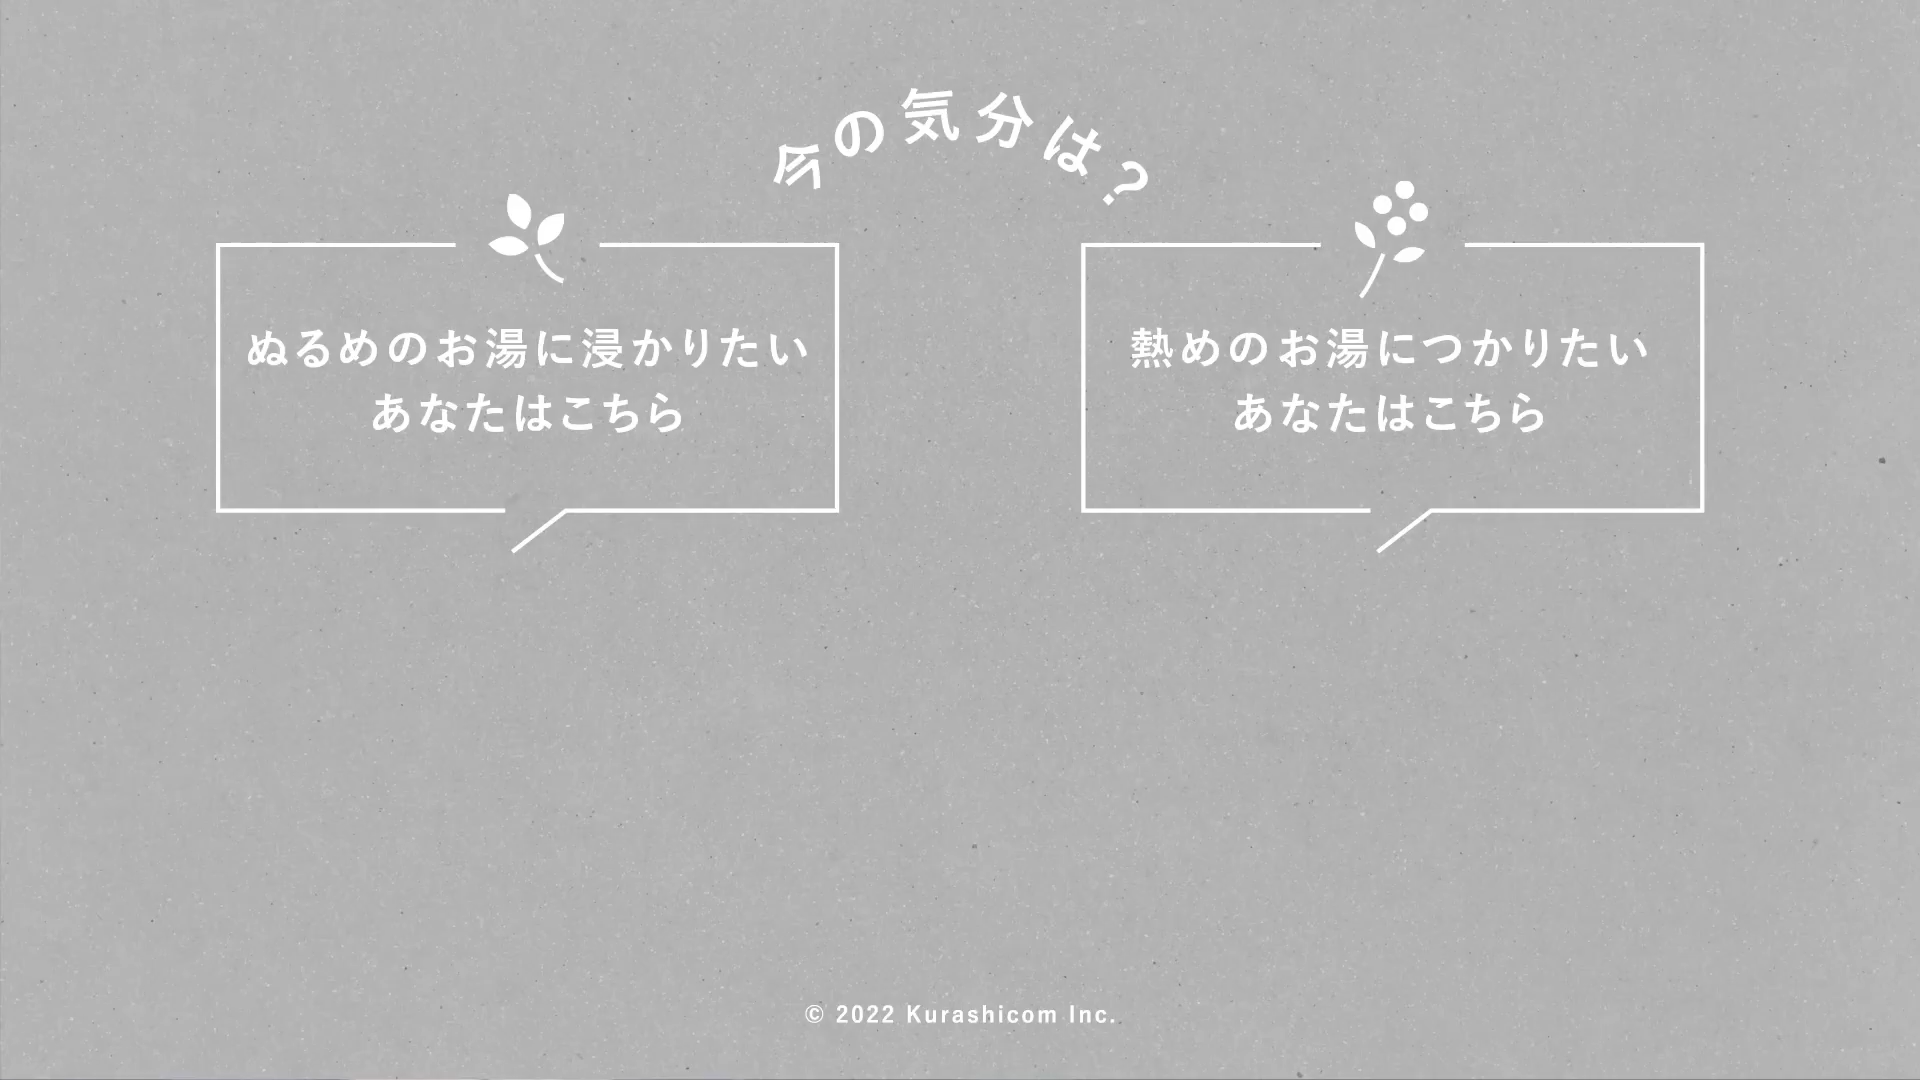 今の気分は?
ぬるめのお湯に浸かりたい
あなたはこちら
熱めのお湯につかりたい
あなたはこちら
© 2022 Kurashicom Inc.